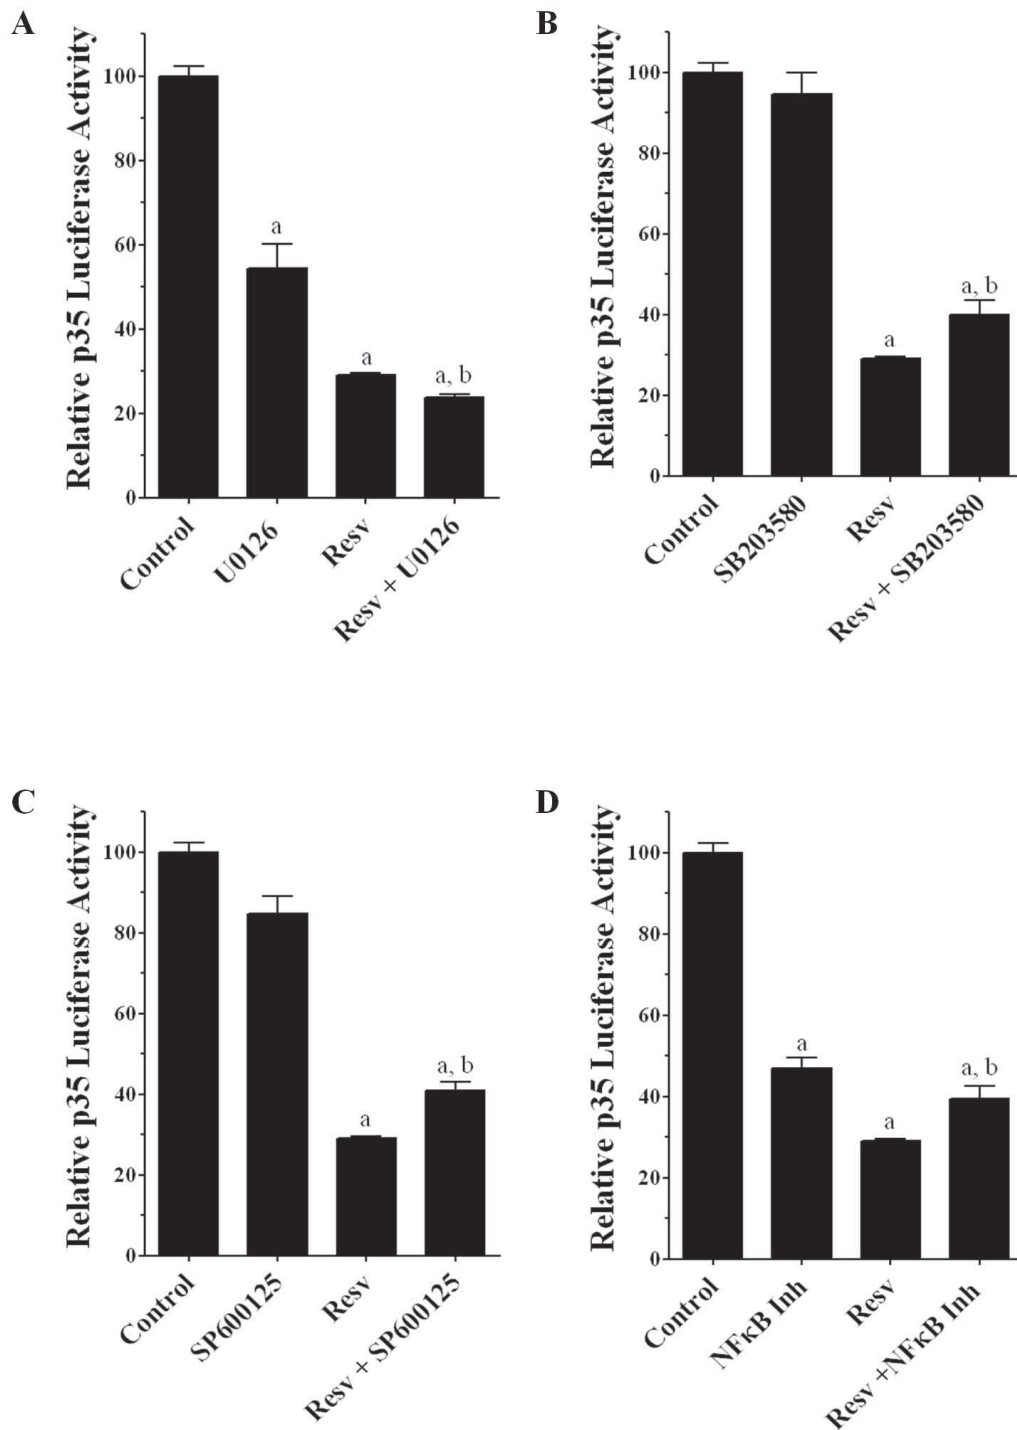 A
Relative p35 Luciferase Activity
100
80
60
40
20
0
a
a
a, b
Control
U0126
Resv
Resv + U0126
B
Relative p35 Luciferase Activity
100
80
60
40
20
0
a
a, b
Control
SB203580
Resv
Resv + SB203580
C
Relative p35 Luciferase Activity
100
80
60
40
20
0
a
a, b
Control
SP600125
Resv
Resv + SP600125
D
Relative p35 Luciferase Activity
100
80
60
40
20
0
a
a
a, b
Control
NFκB Inh
Resv
Resv +NFκB Inh